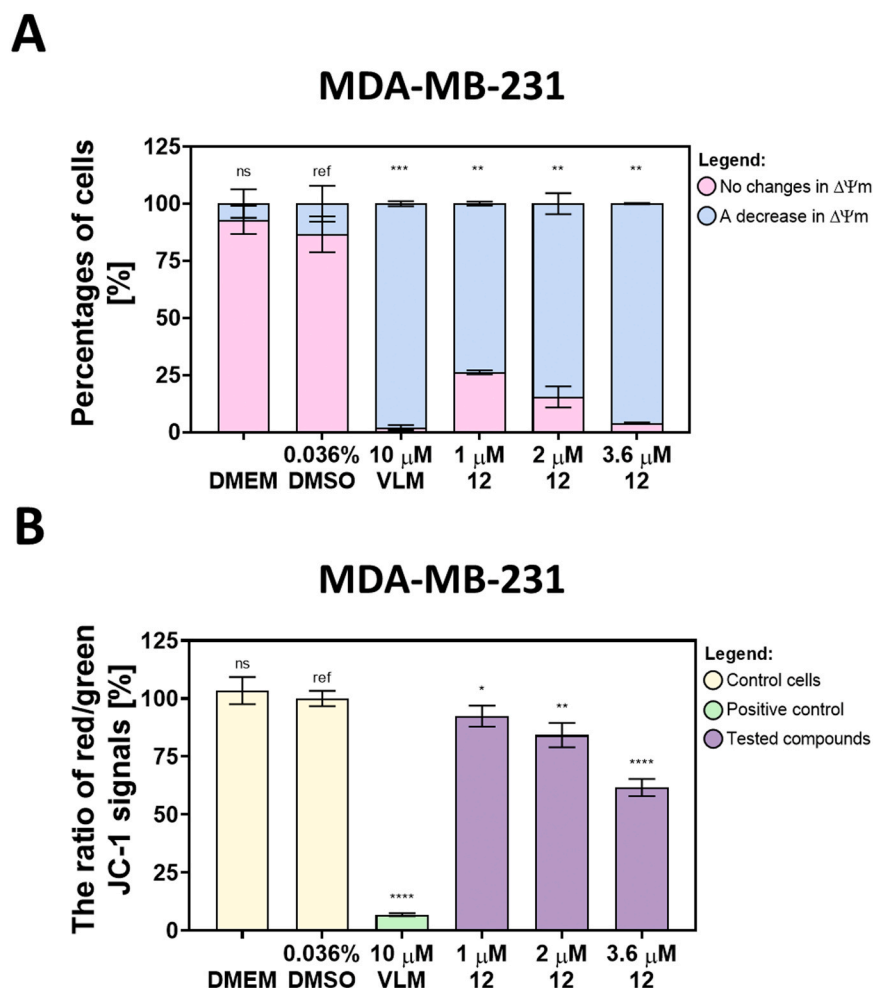 A
MDA-MB-231
Percentages of cells
[%]
125
100
75
50
25
0
ns
ref
***
**
**
**
Legend:
No changes in ΔΨm
A decrease in ΔΨm
DMEM
0.036%
DMSO
10 μM
VLM
1 μM
12
2 μM
12
3.6 μM
12
B
MDA-MB-231
The ratio of red/green
JC-1 signals [%]
125
100
75
50
25
0
ns
ref
****
*
**
****
Legend:
Control cells
Positive control
Tested compounds
DMEM
0.036%
DMSO
10 μM
VLM
1 μM
12
2 μM
12
3.6 μM
12